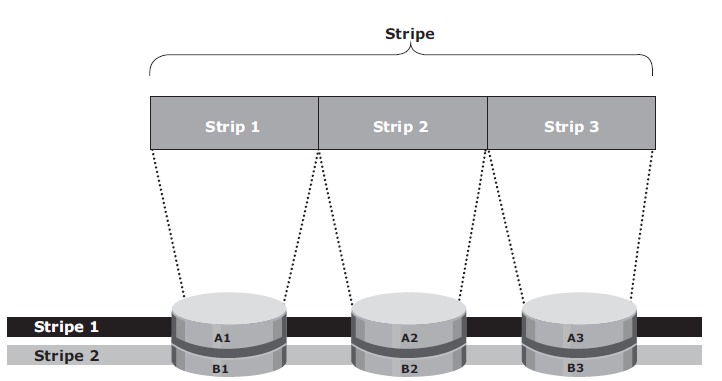 Stripe
Strip 1 Strip 2 Strip 3
Stripe 1 A1 A2 A3
Stripe 2 B1 B2 B3